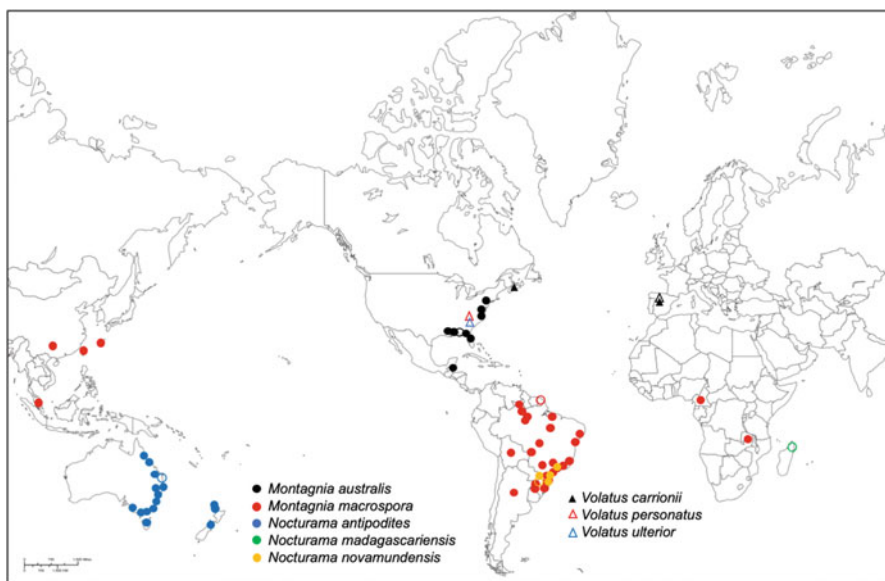 Montagnia australis
Montagnia macrospora
Nocturama antipodites
Nocturama madagascariensis
Nocturama novamundensis
Volatus carrionii
Volatus personatus
Volatus ulterior